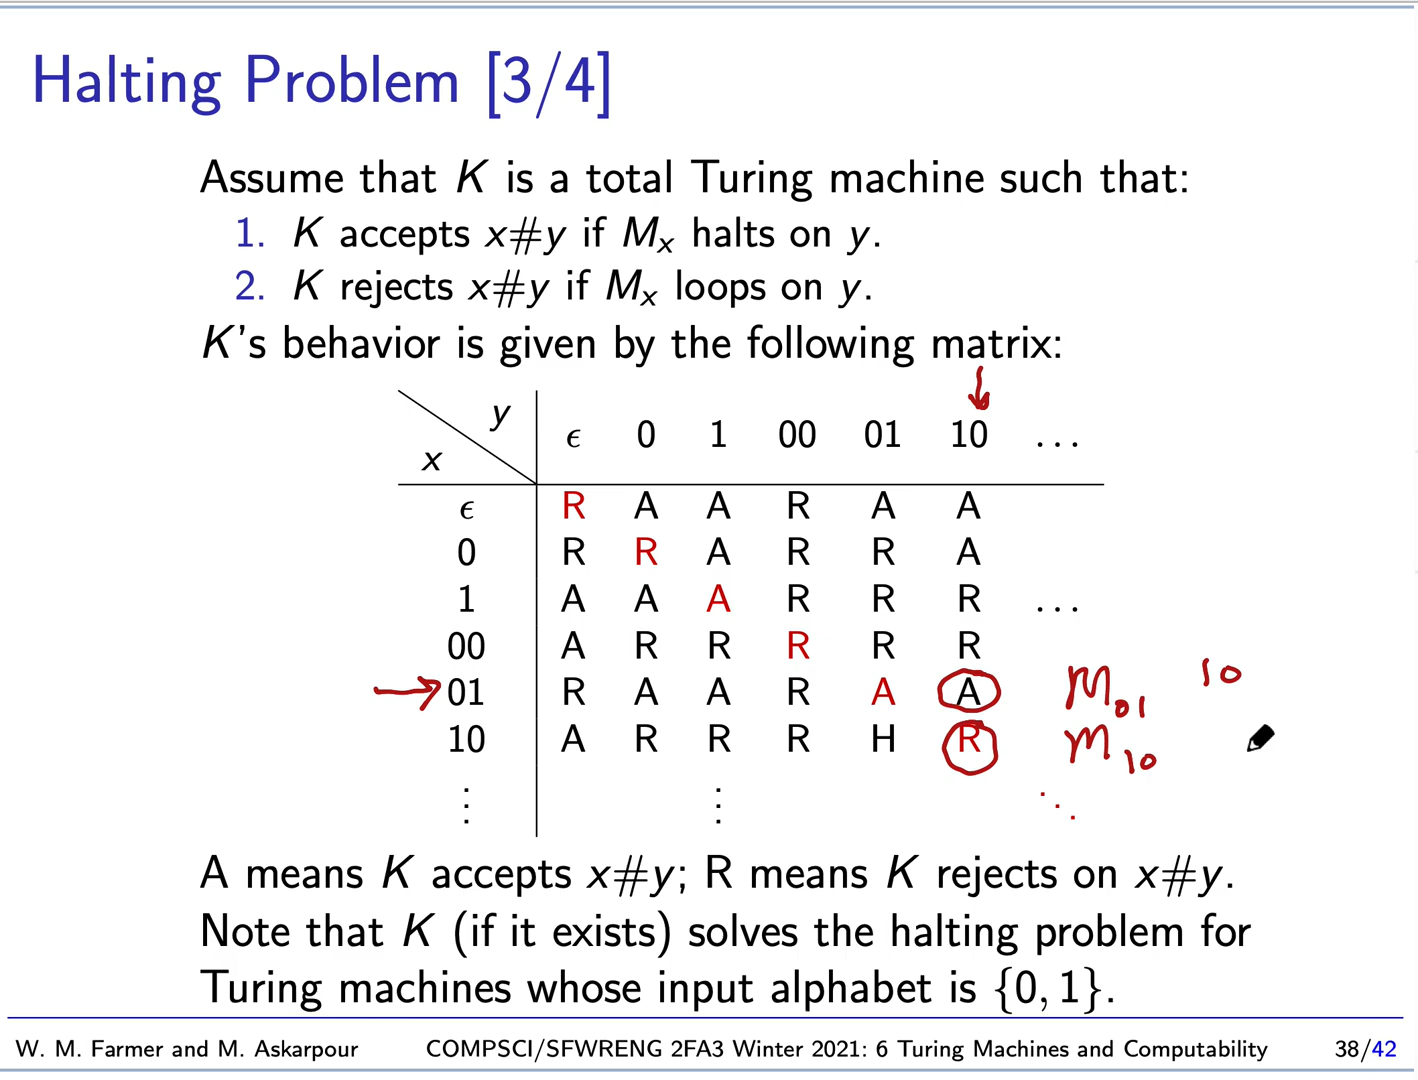 Halting Problem [3/4]
Assume that K is a total Turing machine such that:
1. K accepts x#y if Mₓ halts on y.
2. K rejects x#y if Mₓ loops on y.
K's behavior is given by the following matrix:
y
x
ϵ 0 1 00 01 10 ...
ϵ R A A R A A
0 R R A R R A
1 A A A R R R ...
00 A R R R R R
01 R A A R A A M₀₁ 10
10 A R R R H R M₁₀
⋮ ⋮ ⋱
A means K accepts x#y; R means K rejects on x#y.
Note that K (if it exists) solves the halting problem for
Turing machines whose input alphabet is {0, 1}.
W. M. Farmer and M. Askarpour COMPSCI/SFWRENG 2FA3 Winter 2021: 6 Turing Machines and Computability 38/42